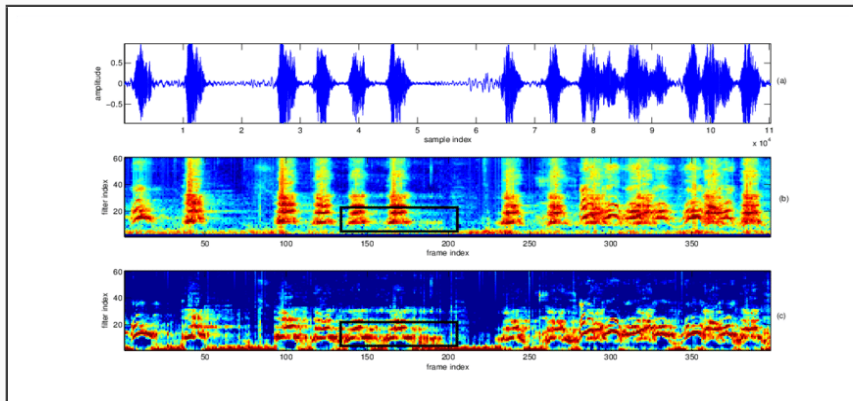 0.5
0
−0.5
amplitude
1 2 3 4 5 6 7 8 9 10 11
sample index
x 10^4
(a)
60
40
20
filter index
50 100 150 200 250 300 350
frame index
(b)
60
40
20
filter index
50 100 150 200 250 300 350
frame index
(c)